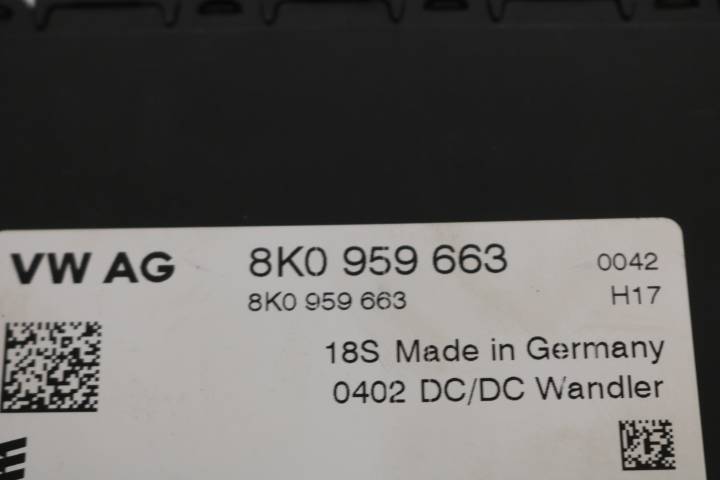 VW AG 8K0 959 663 0042
8K0 959 663 H17
18S Made in Germany
0402 DC/DC Wandler